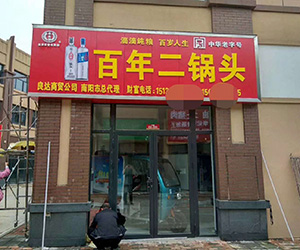 百岁人生 中华老字号
百年二锅头
良达商贸公司 南阳市总代理 财富电话: